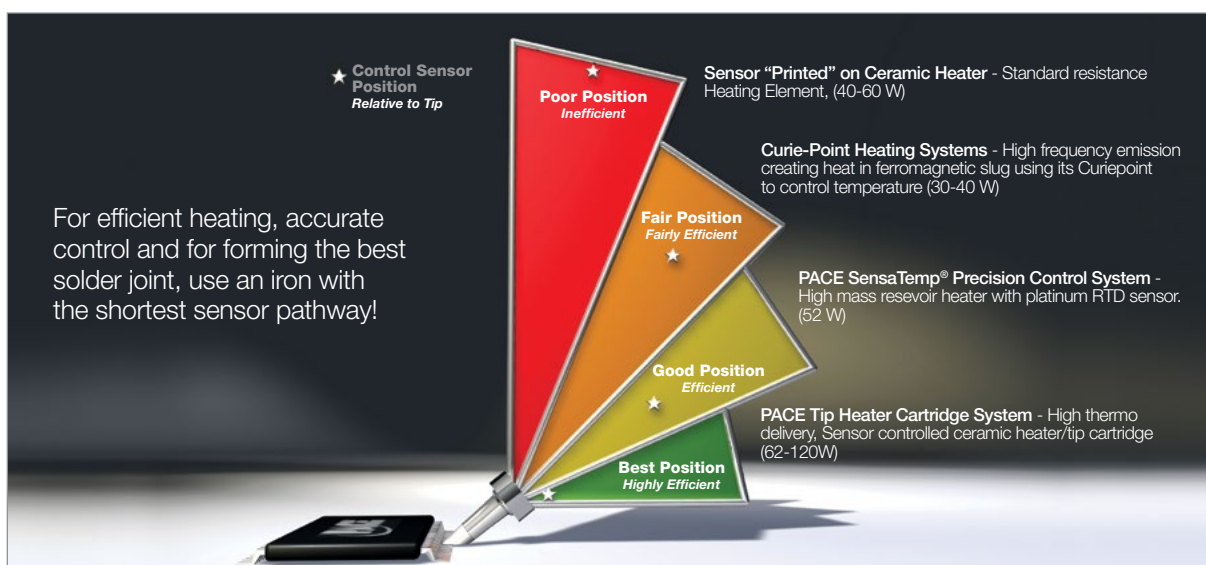 Control Sensor
Position
Relative to Tip
For efficient heating, accurate
control and for forming the best
solder joint, use an iron with
the shortest sensor pathway!
Poor Position
Inefficient
Sensor “Printed” on Ceramic Heater - Standard resistance
Heating Element, (40-60 W)
Fair Position
Fairly Efficient
Curie-Point Heating Systems - High frequency emission
creating heat in ferromagnetic slug using its Curiepoint
to control temperature (30-40 W)
Good Position
Efficient
PACE SensaTemp® Precision Control System -
High mass resevoir heater with platinum RTD sensor.
(52 W)
Best Position
Highly Efficient
PACE Tip Heater Cartridge System - High thermo
delivery, Sensor controlled ceramic heater/tip cartridge
(62-120W)